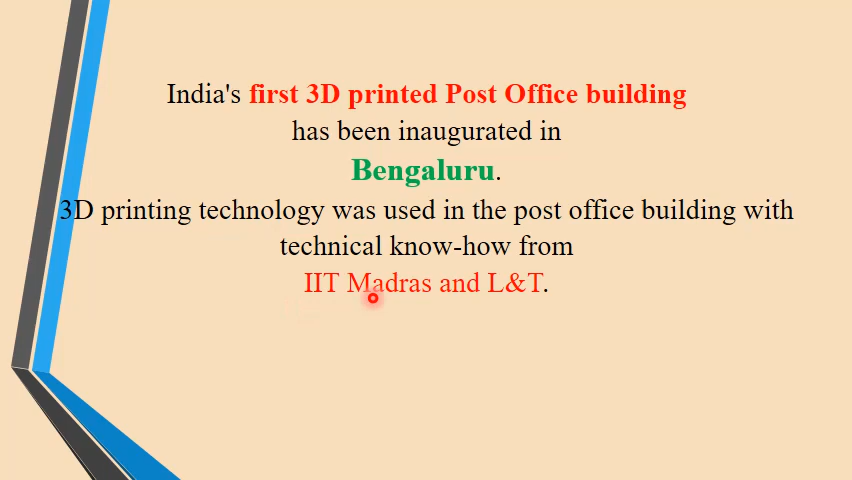 India's first 3D printed Post Office building
has been inaugurated in
Bengaluru.
3D printing technology was used in the post office building with
technical know-how from
IIT Madras and L&T.